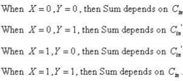 When X=0,Y=0, then Sum depends on C_in
When X=0,Y=1, then Sum depends on C_in'
When X=1,Y=0, then Sum depends on C_in'
When X=1,Y=1, then Sum depends on C_in